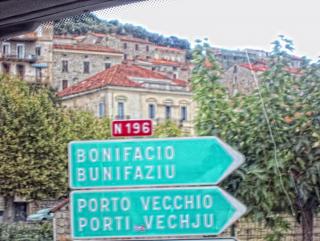 N196
BONIFACIO
BUNIFAZIU
PORTO VECCHIO
PORTI VECHJU